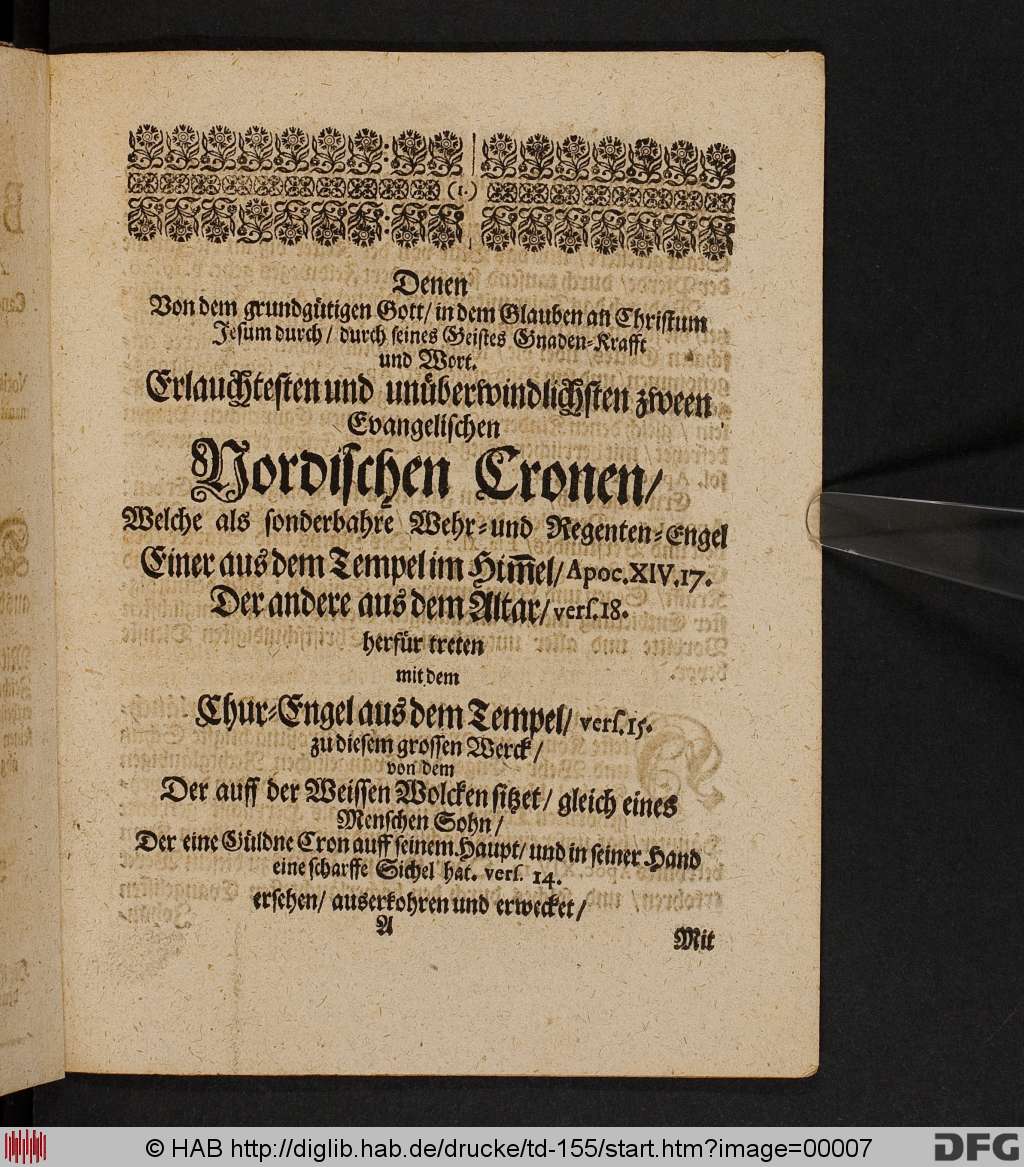 (1.)
Denen
Von dem grundgütigen Gott/ in dem Glauben an Christum
Jesum durch/ durch seines Geistes Gnaden-Krafft
und Wort.
Erlauchtesten und unüberwindlichsten zween
Evangelischen
Nordischen Cronen/
Welche als sonderbahre Wehr- und Regenten-Engel
Einer aus dem Tempel im Him̄el/ Apoc. XIV. 17.
Der andere aus dem Altar/ vers. 18.
herfür treten
mit dem
Chur-Engel aus dem Tempel/ vers. 15.
zu diesem grossen Werck/
von dem
Der auff der Weissen Wolcken sitzet/ gleich eines
Menschen Sohn/
Der eine Güldne Cron auff seinem Haupt/ und in seiner Hand
eine scharffe Sichel hat. vers. 14.
ersehen/ auserkohren und erwecket/
A
Mit
© HAB http://diglib.hab.de/drucke/td-155/start.htm?image=00007
DFG